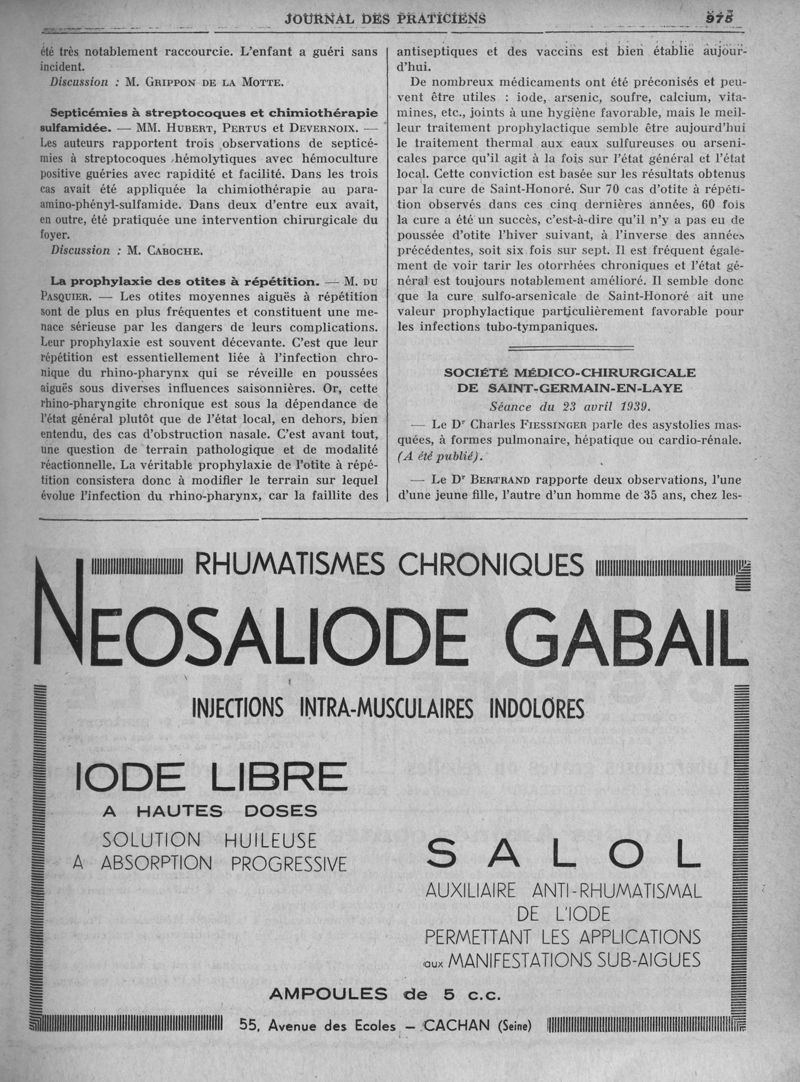 JOURNAL DES PRATICIENS
975
été très notablement raccourcie. L'enfant a guéri sans
incident.
Discussion : M. GRIPPON DE LA MOTTE.
Septicémies à streptocoques et chimiothérapie
sulfamidée. — MM. HUBERT, PERTUS et DEVERNOIX. —
Les auteurs rapportent trois observations de septicé-
mies à streptocoques hémolytiques avec hémoculture
positive guéries avec rapidité et facilité. Dans les trois
cas avait été appliquée la chimiothérapie au para-
amino-phényl-sulfamide. Dans deux d'entre eux avait,
en outre, été pratiquée une intervention chirurgicale du
foyer.
Discussion : M. CABOCHE.
La prophylaxie des otites à répétition. — M. DU
PASQUIER. — Les otites moyennes aiguës à répétition
sont de plus en plus fréquentes et constituent une me-
nace sérieuse par les dangers de leurs complications.
Leur prophylaxie est souvent décevante. C'est que leur
répétition est essentiellement liée à l'infection chro-
nique du rhino-pharynx qui se réveille en poussées
aiguës sous diverses influences saisonnières. Or, cette
rhino-pharyngite chronique est sous la dépendance de
l'état général plutôt que de l'état local, en dehors, bien
entendu, des cas d'obstruction nasale. C'est avant tout,
une question de terrain pathologique et de modalité
réactionnelle. La véritable prophylaxie de l'otite à répé-
tition consistera donc à modifier le terrain sur lequel
évolue l'infection du rhino-pharynx, car la faillite des
antiseptiques et des vaccins est bien établie aujour-
d'hui.
De nombreux médicaments ont été préconisés et peu-
vent être utiles : iode, arsenic, soufre, calcium, vita-
mines, etc., joints à une hygiène favorable, mais le meil-
leur traitement prophylactique semble être aujourd'hui
le traitement thermal aux eaux sulfureuses ou arseni-
cales parce qu'il agit à la fois sur l'état général et l'état
local. Cette conviction est basée sur les résultats obtenus
par la cure de Saint-Honoré. Sur 70 cas d'otite à répéti-
tion observés dans ces cinq dernières années, 60 fois
la cure a été un succès, c'est-à-dire qu'il n'y a pas eu de
poussée d'otite l'hiver suivant, à l'inverse des années
précédentes, soit six fois sur sept. Il est fréquent égale-
ment de voir tarir les otorrhées chroniques et l'état gé-
néral est toujours notablement amélioré. Il semble donc
que la cure sulfo-arsenicale de Saint-Honoré ait une
valeur prophylactique particulièrement favorable pour
les infections tubo-tympaniques.
SOCIÉTÉ MÉDICO-CHIRURGICALE
DE SAINT-GERMAIN-EN-LAYE
Séance du 23 avril 1939.
— Le Dr Charles FIESSINGER parle des asystolies mas-
quées, à formes pulmonaire, hépatique ou cardio-rénale.
(A été publié).
— Le Dr BERTRAND rapporte deux observations, l'une
d'une jeune fille, l'autre d'un homme de 35 ans, chez les-
RHUMATISMES CHRONIQUES
NEOSALIODE GABAIL
INJECTIONS INTRA-MUSCULAIRES INDOLORES
IODE LIBRE
A HAUTES DOSES
SOLUTION HUILEUSE
A ABSORPTION PROGRESSIVE
SALOL
AUXILIAIRE ANTI-RHUMATISMAL
DE L'IODE
PERMETTANT LES APPLICATIONS
aux MANIFESTATIONS SUB-AIGUES
AMPOULES de 5 c.c.
55, Avenue des Ecoles — CACHAN (Seine)